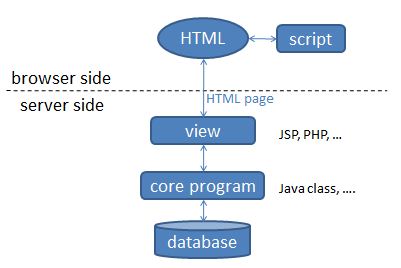 HTML
script
browser side
server side
HTML page
view
JSP, PHP, ...
core program
Java class, ....
database